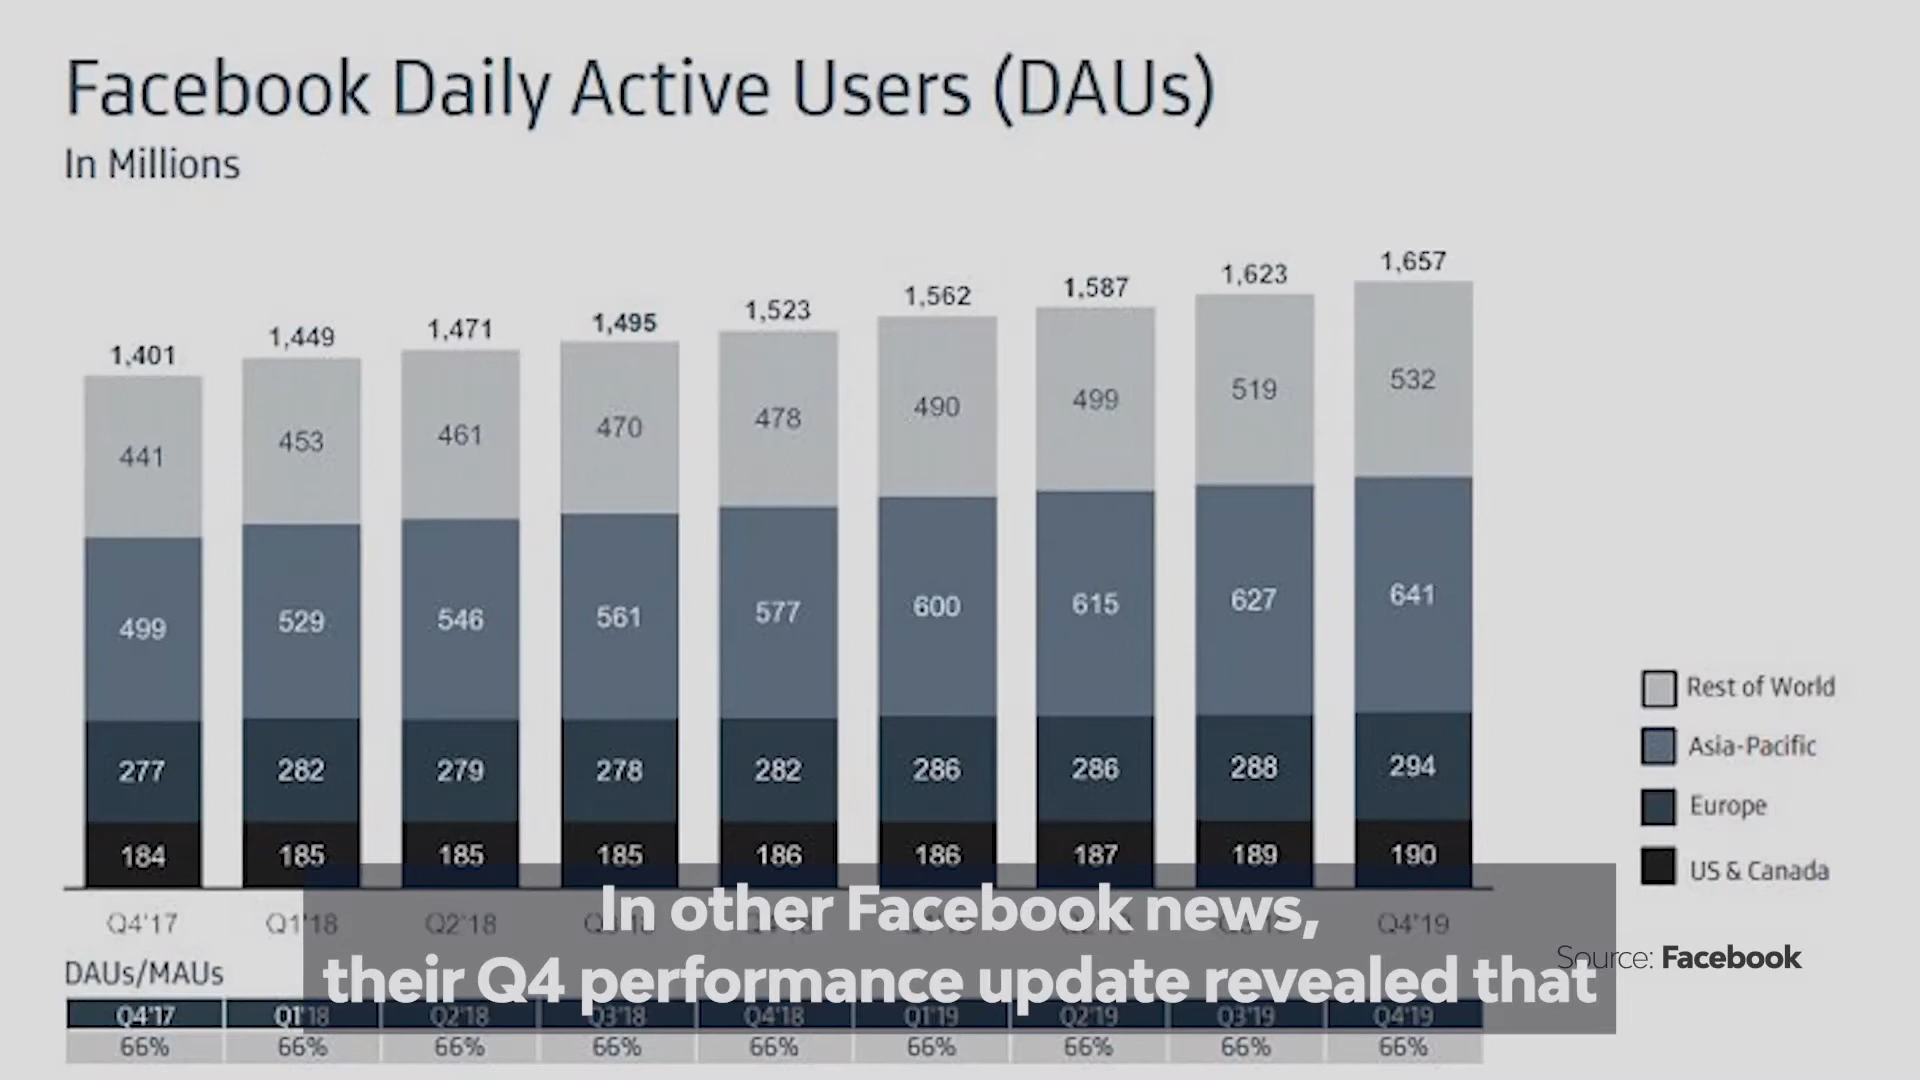 Facebook Daily Active Users (DAUs)
In Millions
1,401 1,449 1,471 1,495 1,523 1,562 1,587 1,623 1,657
441 453 461 470 478 490 499 519 532
499 529 546 561 577 600 615 627 641
277 282 279 278 282 286 286 288 294
184 185 185 185 186 186 187 189 190
Rest of World
Asia-Pacific
Europe
US & Canada
Q4'17 Q1'18 Q2'18 Q4'19
In other Facebook news,
their Q4 performance update revealed that
Source: Facebook
DAUs/MAUs
Q4'17 Q1'18 Q2'18 Q3'18 Q4'18 Q1'19 Q2'19 Q3'19 Q4'19
66% 66% 66% 66% 66% 66% 66% 66% 66%